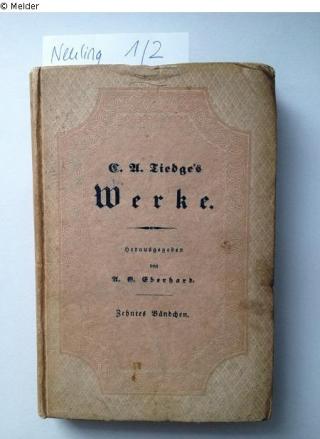 © Melder
Neuling 1/2
C. A. Tiedge's
Werke.
Herausgegeben
von
A. G. Eberhard.
Zehntes Bändchen.